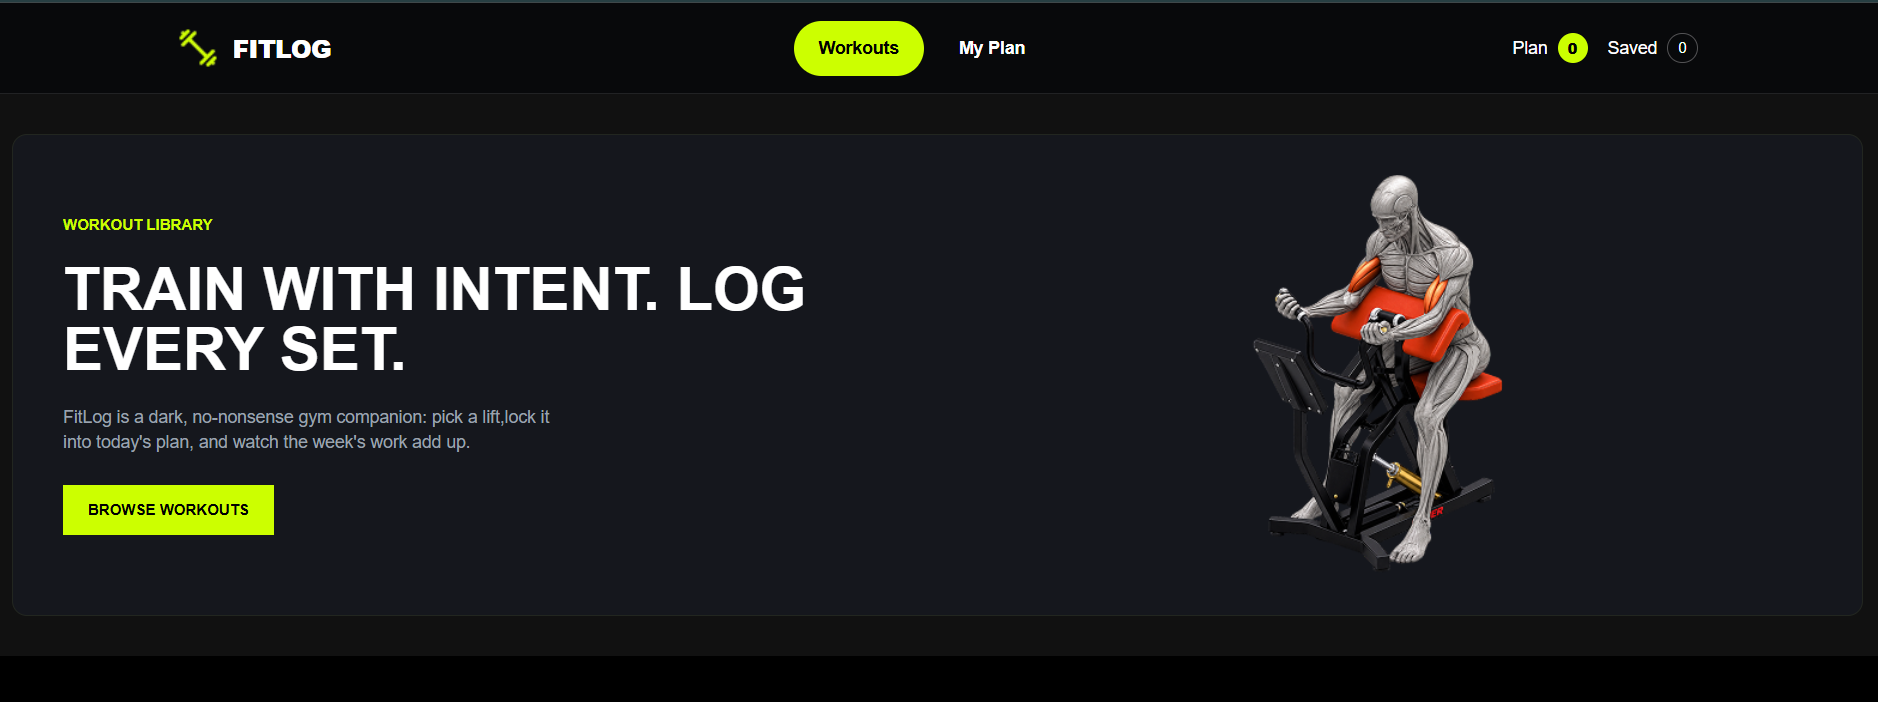 FITLOG
Workouts
My Plan
Plan 0
Saved 0
WORKOUT LIBRARY
TRAIN WITH INTENT. LOG
EVERY SET.
FitLog is a dark, no-nonsense gym companion: pick a lift,lock it
into today's plan, and watch the week's work add up.
BROWSE WORKOUTS